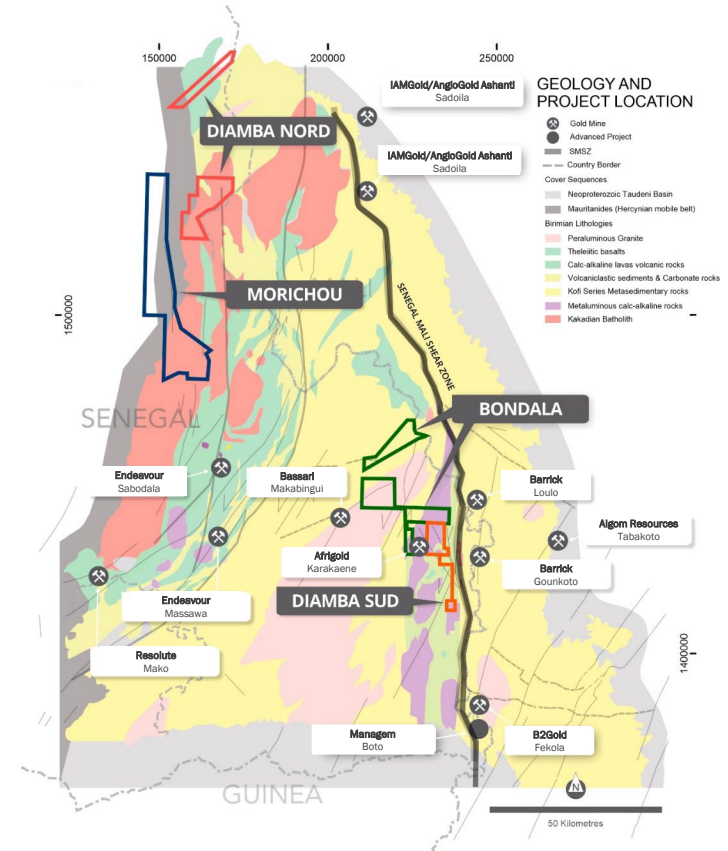 150000
200000
250000
IAMGold/AngloGold Ashanti
Sadoila
GEOLOGY AND
PROJECT LOCATION
Gold Mine
Advanced Project
SMSZ
Country Border
Cover Sequences
Neoproterozoic Taudeni Basin
Mauritanides (Hercynian mobile belt)
Birimian Lithologies
Peraluminous Granite
Theleiitic basalts
Calc-alkaline lavas volcanic rocks
Volcaniclastic sediments & Carbonate rocks
Kofi Series Metasedimentary rocks
Metaluminous calc-alkaline rocks
Kakadian Batholith
DIAMBA NORD
IAMGold/AngloGold Ashanti
Sadoila
MORICHOU
1500000
SENEGAL MALI SHEAR ZONE
BONDALA
SENEGAL
Endeavour
Sabodala
Bassari
Makabingui
Barrick
Loulo
Algom Resources
Tabakoto
Afrigold
Karakaene
Barrick
Gounkoto
DIAMBA SUD
Endeavour
Massawa
Resolute
Mako
1400000
Managem
Boto
B2Gold
Fekola
GUINEA
N
50 Kilometres